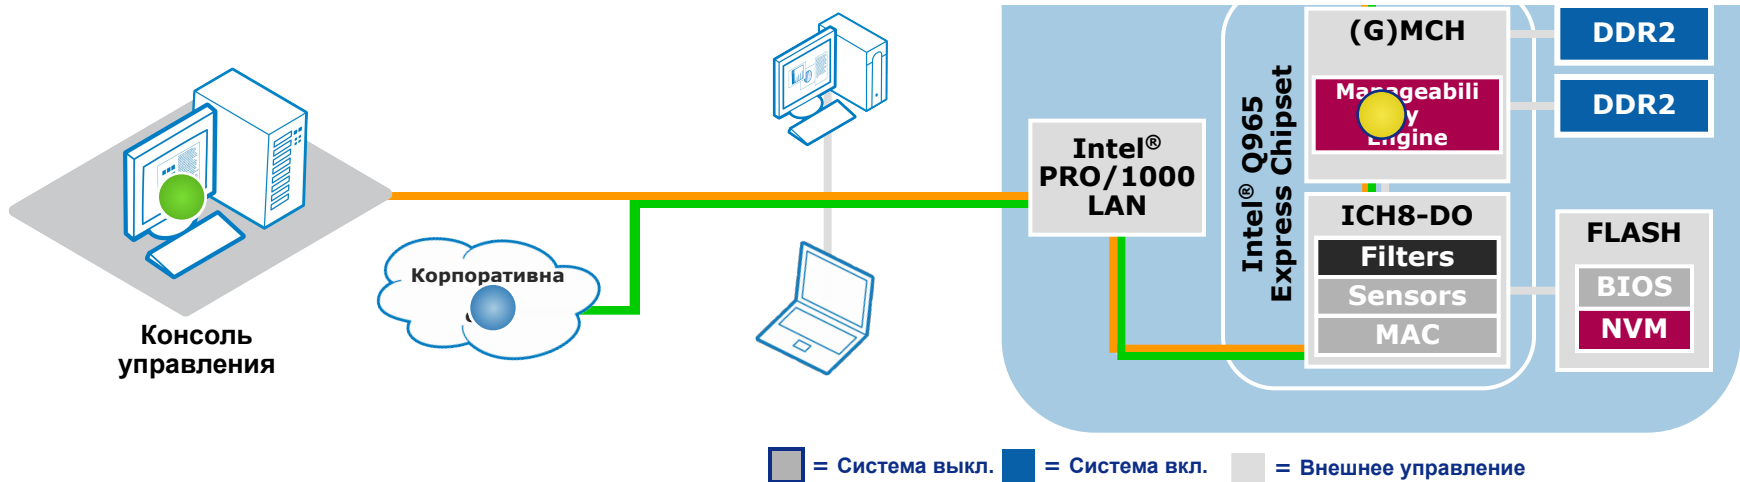 (G)MCH
DDR2
DDR2
Engine
Intel® Q965
Express Chipset
Intel®
PRO/1000
LAN
ICH8-DO
Filters
Sensors
MAC
FLASH
BIOS
NVM
Корпоративна
Консоль
управления
= Система выкл.
= Система вкл.
= Внешнее управление